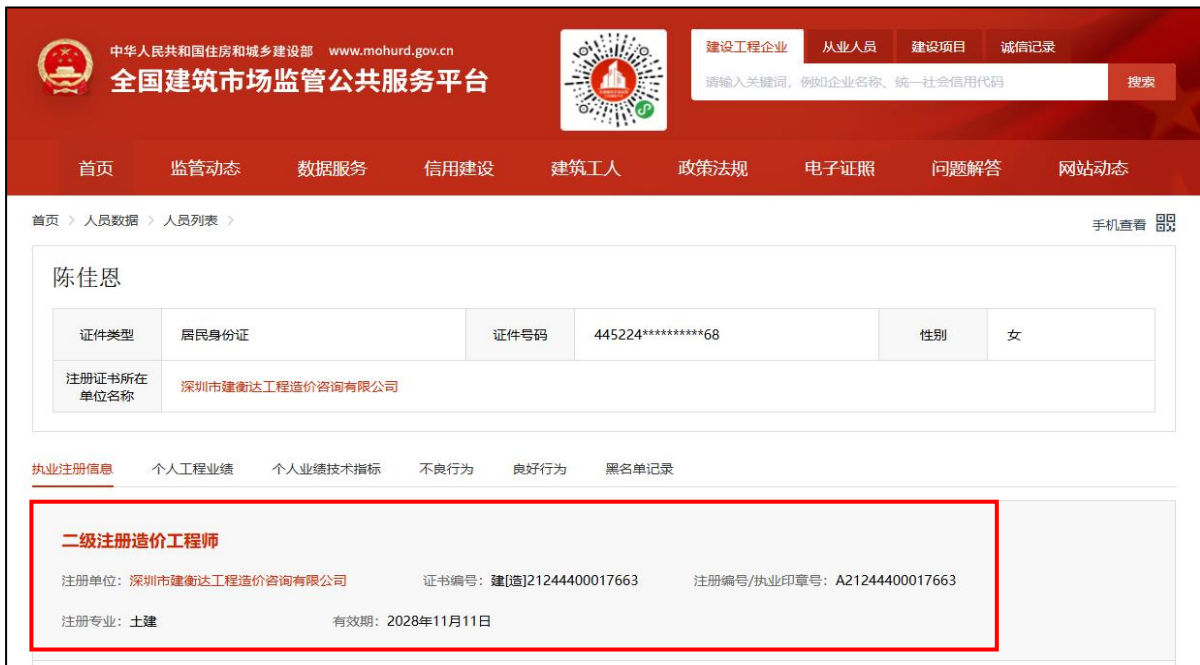 中华人民共和国住房和城乡建设部 www.mohurd.gov.cn
全国建筑市场监管公共服务平台
建设工程企业 从业人员 建设项目 诚信记录
请输入关键词，例如企业名称、统一社会信用代码 搜索
首页 监管动态 数据服务 信用建设 建筑工人 政策法规 电子证照 问题解答 网站动态
首页 > 人员数据 > 人员列表 >
手机查看
陈佳恩
证件类型 居民身份证 证件号码 445224**********68 性别 女
注册证书所在
单位名称
深圳市建衡达工程造价咨询有限公司
执业注册信息 个人工程业绩 个人业绩技术指标 不良行为 良好行为 黑名单记录
二级注册造价工程师
注册单位：深圳市建衡达工程造价咨询有限公司 证书编号：建[造]21244400017663 注册编号/执业印章号：A21244400017663
注册专业：土建 有效期：2028年11月11日